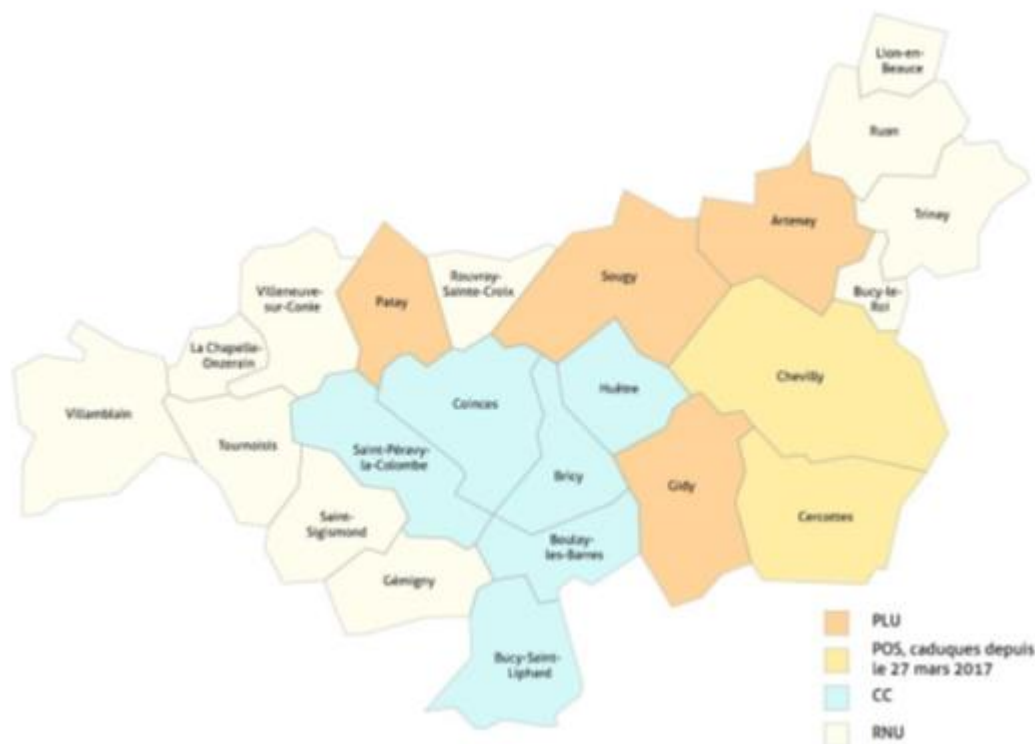 Lion-en-
Beauce
Ruan
Artenay
Trinay
Sougy
Rouvray-
Sainte-Croix
Villeneuve-
sur-Conie
Patay
Bucy-le-
Roi
La Chapelle-
Onzerain
Chevilly
Huêtre
Coinces
Villamblain
Tournoisis
Saint-Péravy-
la-Colombe
Bricy
Gidy
Cercottes
Saint-
Sigismond
Boulay-
les-Barres
Gémigny
Bucy-Saint-
Liphard
PLU
POS, caduques depuis
le 27 mars 2017
CC
RNU